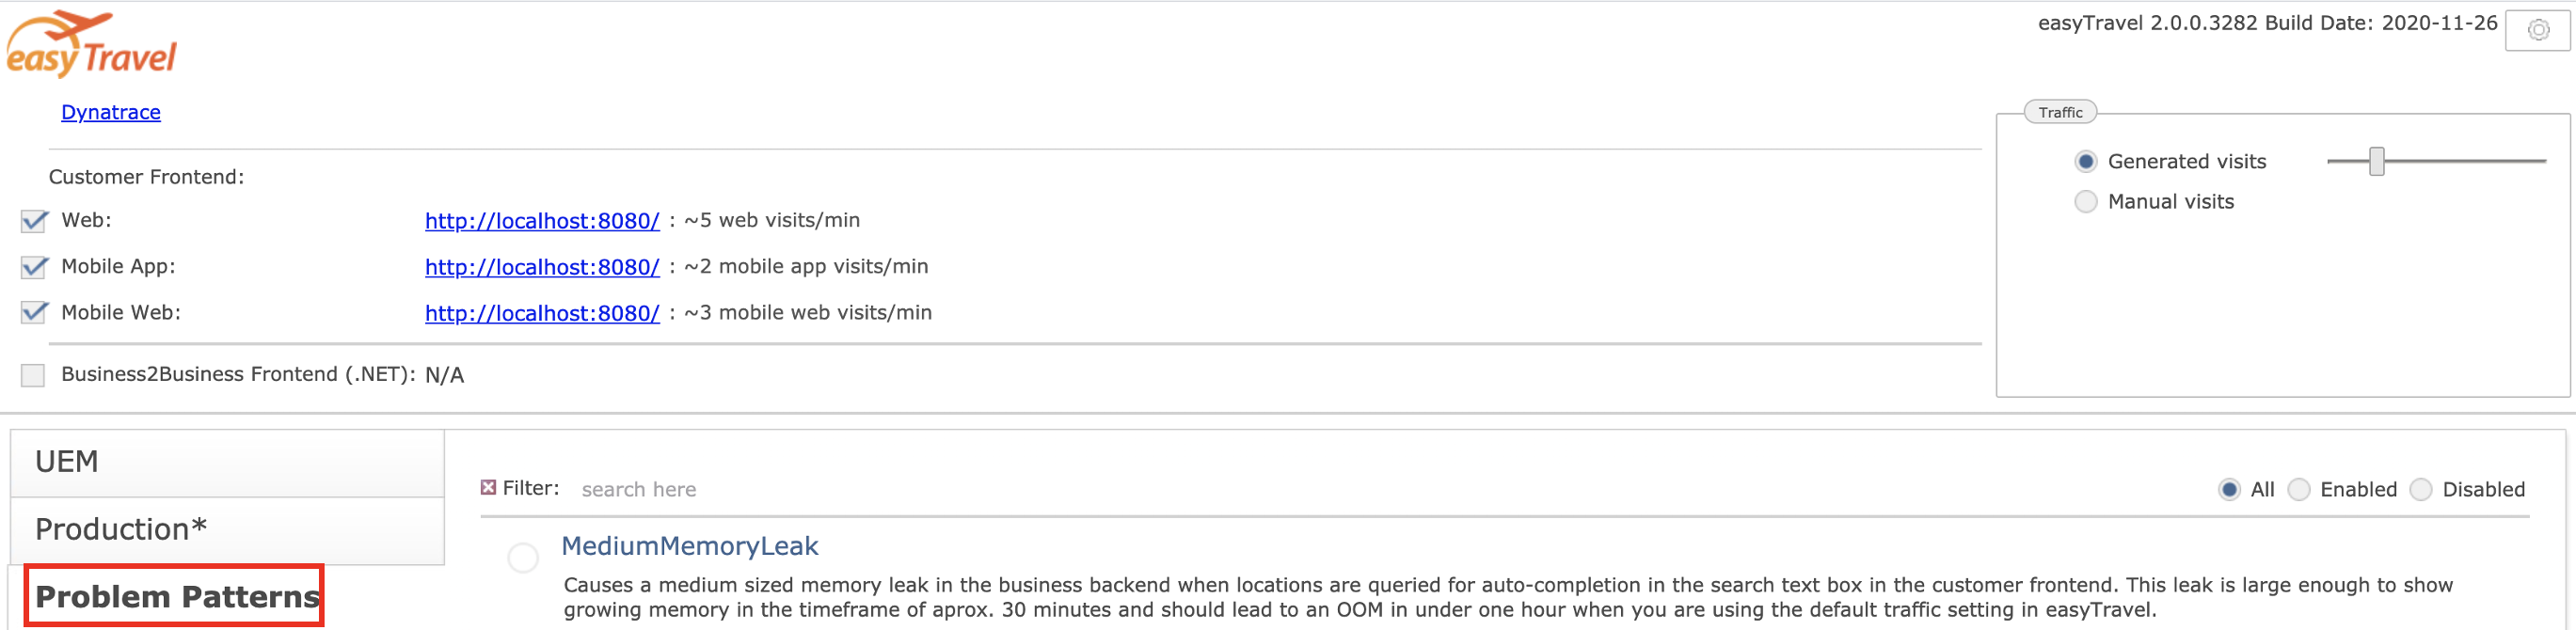 easyTravel
easyTravel 2.0.0.3282 Build Date: 2020-11-26
Dynatrace
Traffic
Generated visits
Manual visits
Customer Frontend:
Web: http://localhost:8080/ : ~5 web visits/min
Mobile App: http://localhost:8080/ : ~2 mobile app visits/min
Mobile Web: http://localhost:8080/ : ~3 mobile web visits/min
Business2Business Frontend (.NET): N/A
UEM
Production*
Problem Patterns
Filter: search here
All Enabled Disabled
MediumMemoryLeak
Causes a medium sized memory leak in the business backend when locations are queried for auto-completion in the search text box in the customer frontend. This leak is large enough to show
growing memory in the timeframe of aprox. 30 minutes and should lead to an OOM in under one hour when you are using the default traffic setting in easyTravel.